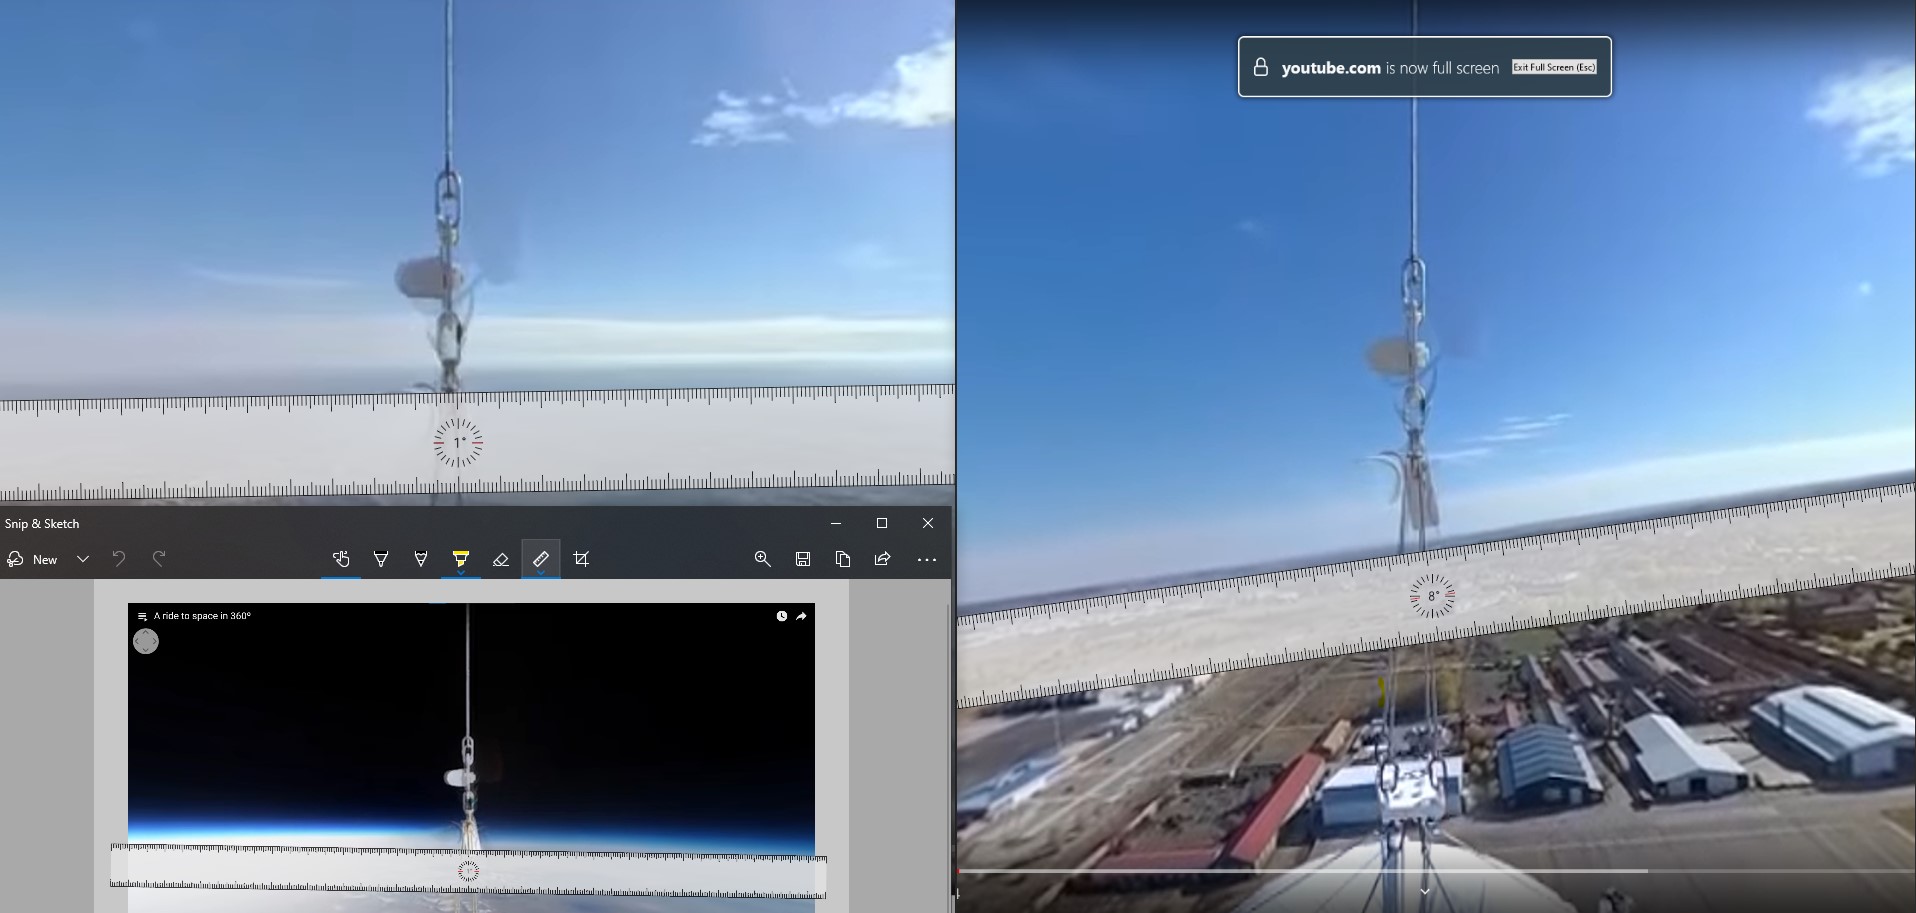 youtube.com is now full screen Exit Full Screen (Esc)
1°
Snip & Sketch
New
8°
A ride to space in 360°
1°